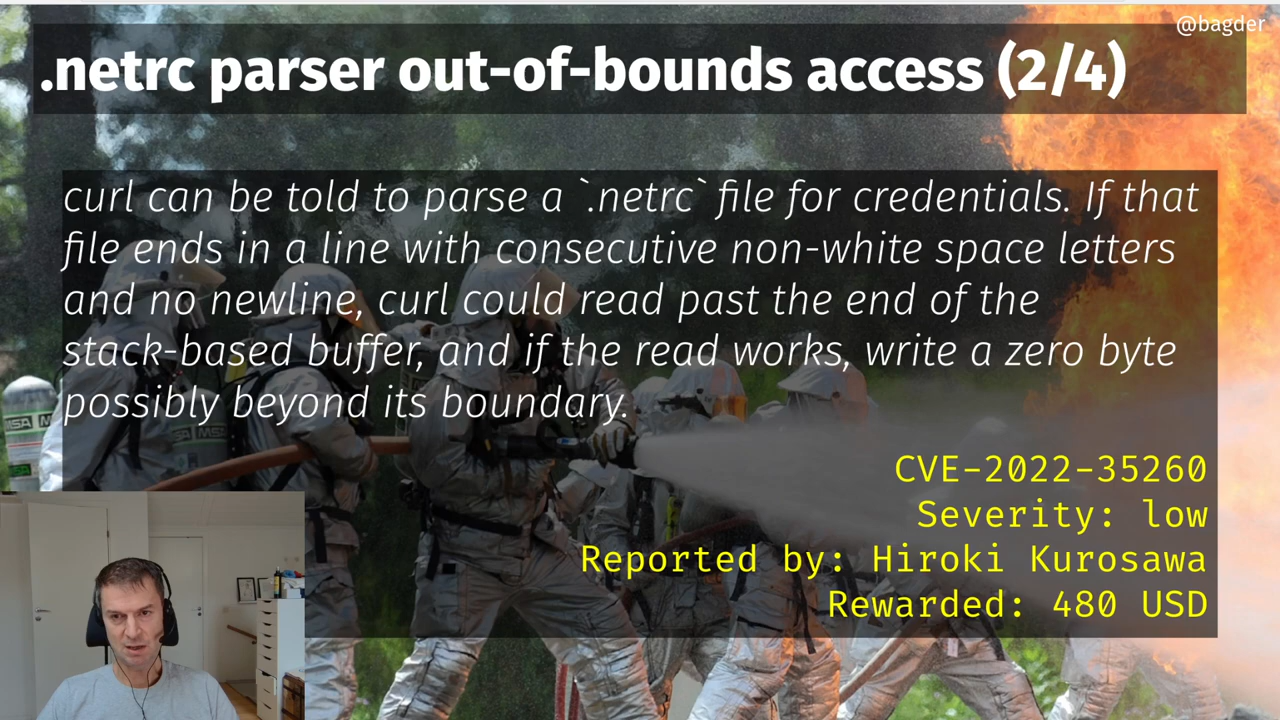 @bagder
.netrc parser out-of-bounds access (2/4)
curl can be told to parse a `.netrc` file for credentials. If that
file ends in a line with consecutive non-white space letters
and no newline, curl could read past the end of the
stack-based buffer, and if the read works, write a zero byte
possibly beyond its boundary.
CVE-2022-35260
Severity: low
Reported by: Hiroki Kurosawa
Rewarded: 480 USD
MSA
MSA